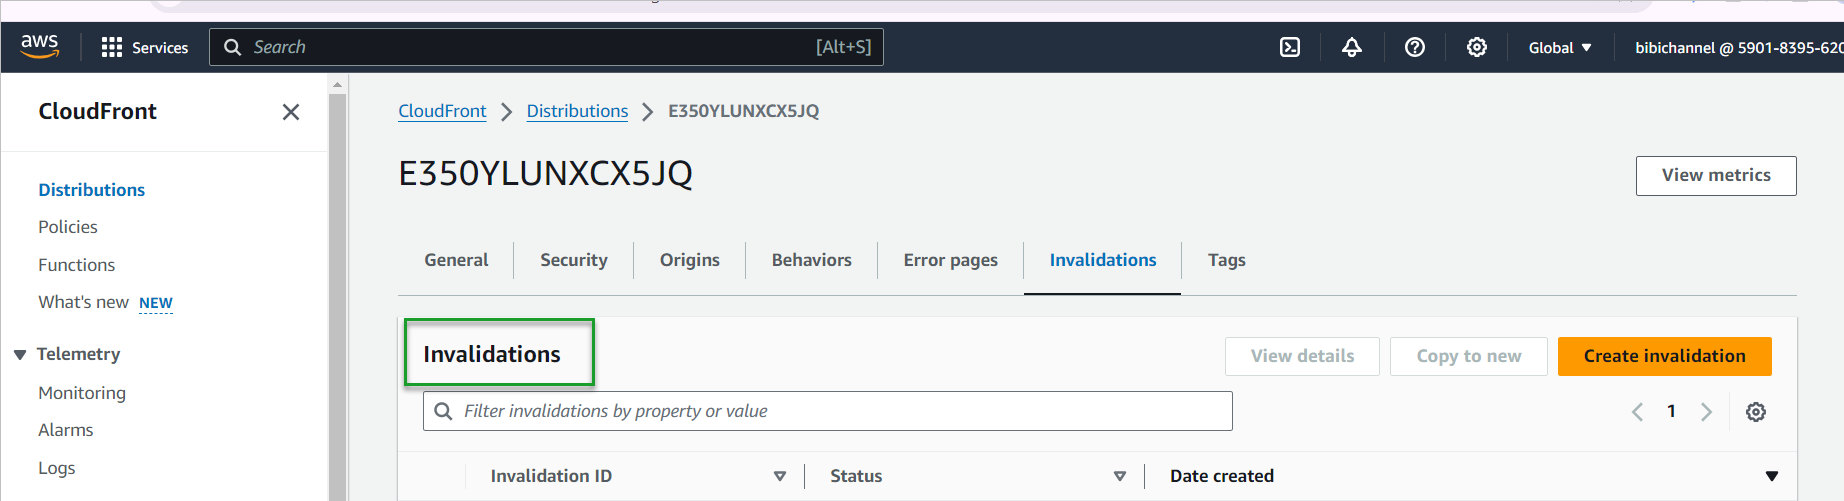 aws
Services
Search
[Alt+S]
Global
bibichannel @ 5901-8395-620
CloudFront
Distributions
Policies
Functions
What's new NEW
Telemetry
Monitoring
Alarms
Logs
CloudFront
Distributions
E350YLUNXCX5JQ
E350YLUNXCX5JQ
View metrics
General
Security
Origins
Behaviors
Error pages
Invalidations
Tags
Invalidations
View details
Copy to new
Create invalidation
Filter invalidations by property or value
1
Invalidation ID
Status
Date created